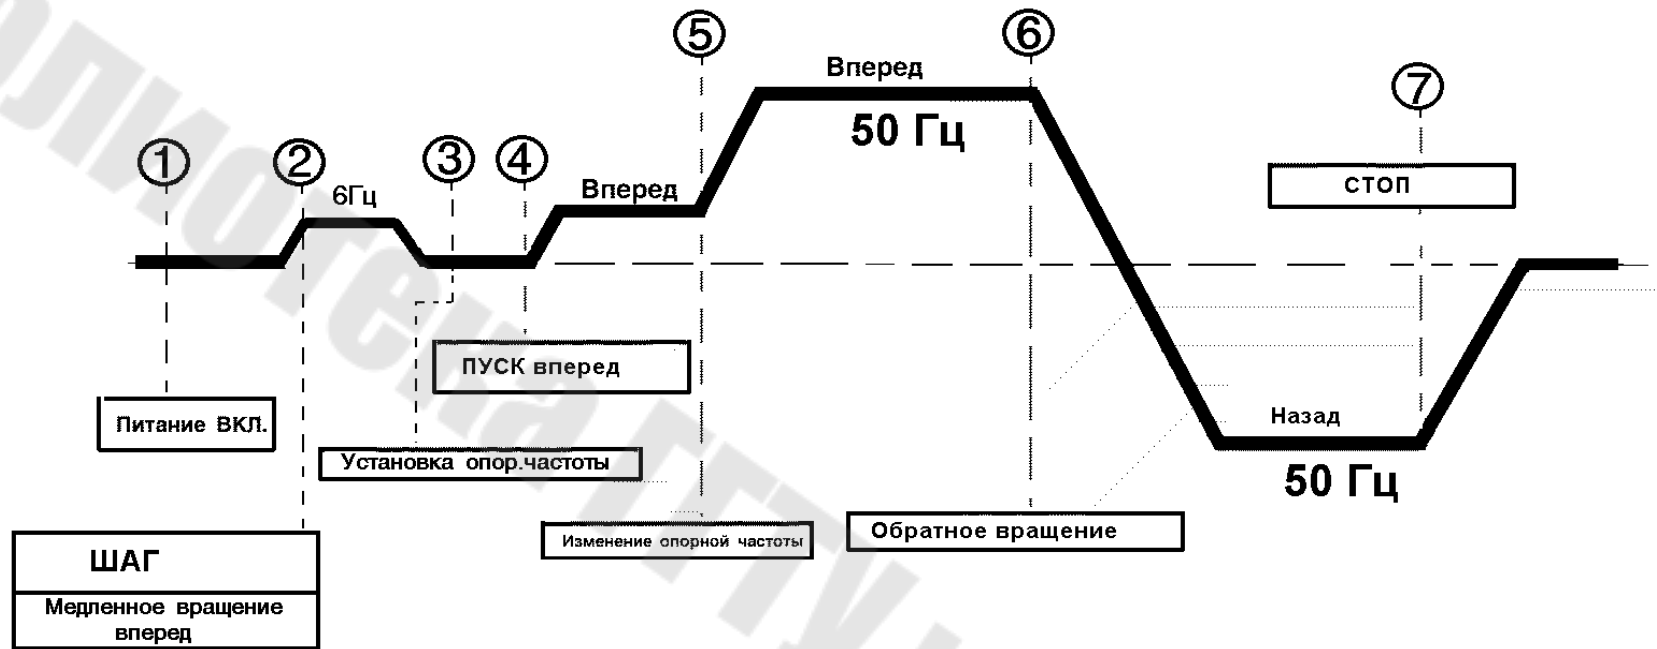 5
6
Вперед
7
50 Гц
1
2
3
4
6Гц
Вперед
СТОП
ПУСК вперед
Питание ВКЛ.
Назад
Установка опор.частоты
50 Гц
Изменение опорной частоты
Обратное вращение
ШАГ
Медленное вращение
вперед